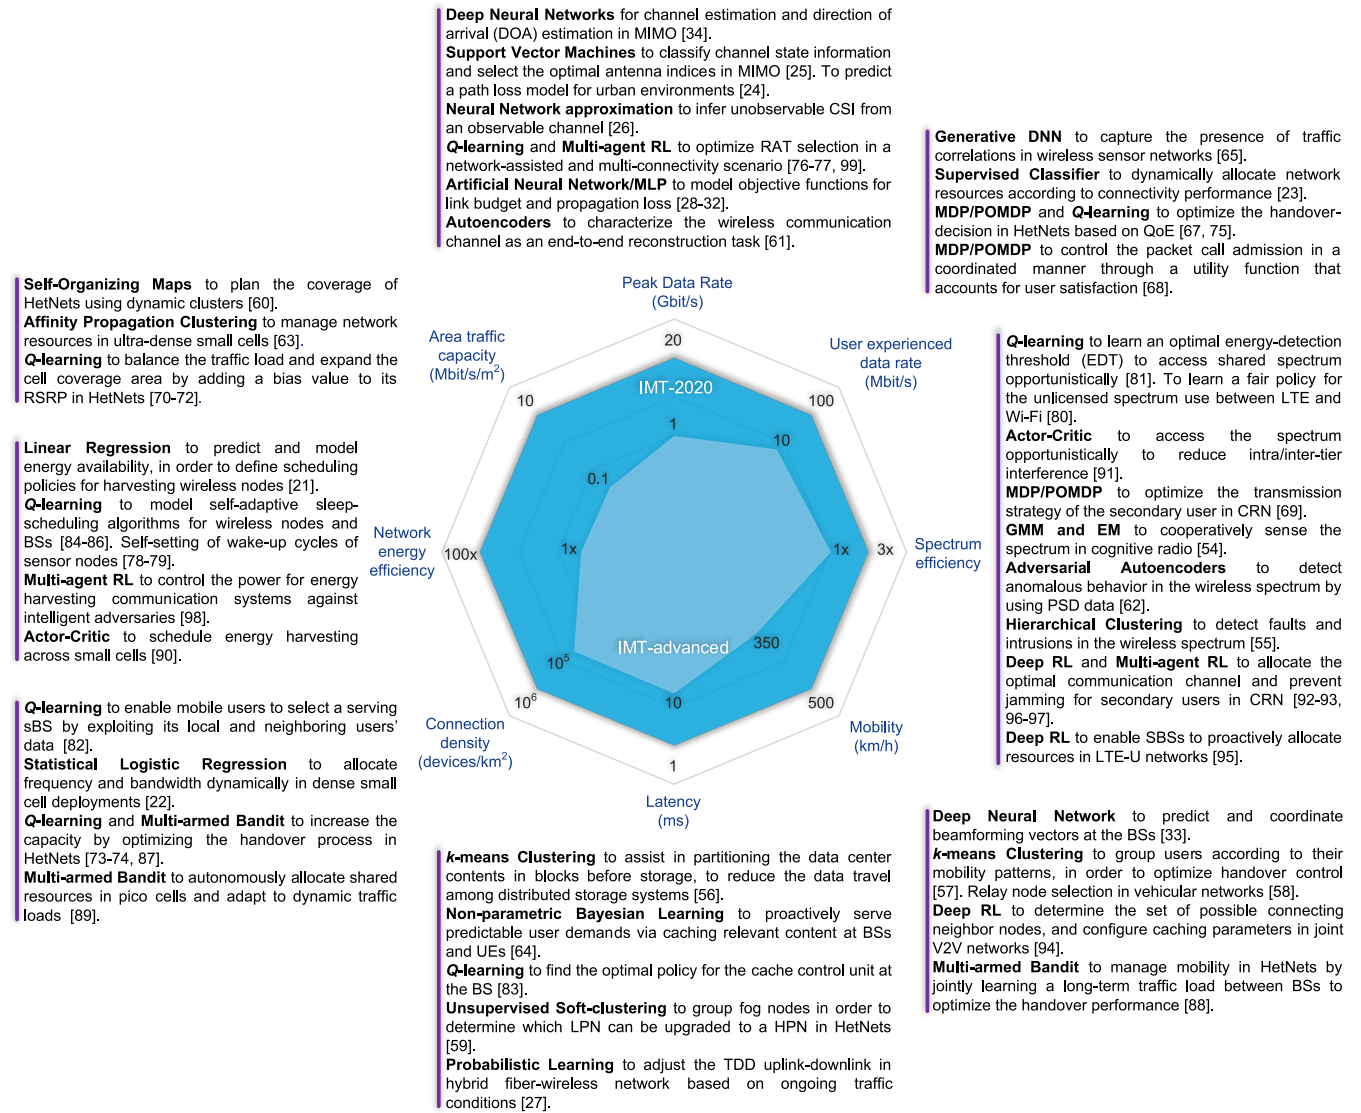 Deep Neural Networks for channel estimation and direction of
arrival (DOA) estimation in MIMO [34].
Support Vector Machines to classify channel state information
and select the optimal antenna indices in MIMO [25]. To predict
a path loss model for urban environments [24].
Neural Network approximation to infer unobservable CSI from
an observable channel [26].
Q-learning and Multi-agent RL to optimize RAT selection in a
network-assisted and multi-connectivity scenario [76-77, 99].
Artificial Neural Network/MLP to model objective functions for
link budget and propagation loss [28-32].
Autoencoders to characterize the wireless communication
channel as an end-to-end reconstruction task [61].
Generative DNN to capture the presence of traffic
correlations in wireless sensor networks [65].
Supervised Classifier to dynamically allocate network
resources according to connectivity performance [23].
MDP/POMDP and Q-learning to optimize the handover-
decision in HetNets based on QoE [67, 75].
MDP/POMDP to control the packet call admission in a
coordinated manner through a utility function that
accounts for user satisfaction [68].
Self-Organizing Maps to plan the coverage of
HetNets using dynamic clusters [60].
Affinity Propagation Clustering to manage network
resources in ultra-dense small cells [63].
Q-learning to balance the traffic load and expand the
cell coverage area by adding a bias value to its
RSRP in HetNets [70-72].
Linear Regression to predict and model
energy availability, in order to define scheduling
policies for harvesting wireless nodes [21].
Q-learning to model self-adaptive sleep-
scheduling algorithms for wireless nodes and
BSs [84-86]. Self-setting of wake-up cycles of
sensor nodes [78-79].
Multi-agent RL to control the power for energy
harvesting communication systems against
intelligent adversaries [98].
Actor-Critic to schedule energy harvesting
across small cells [90].
Q-learning to enable mobile users to select a serving
sBS by exploiting its local and neighboring users'
data [82].
Statistical Logistic Regression to allocate
frequency and bandwidth dynamically in dense small
cell deployments [22].
Q-learning and Multi-armed Bandit to increase the
capacity by optimizing the handover process in
HetNets [73-74, 87].
Multi-armed Bandit to autonomously allocate shared
resources in pico cells and adapt to dynamic traffic
loads [89].
Peak Data Rate
(Gbit/s)
Area traffic
capacity
(Mbit/s/m²)
User experienced
data rate
(Mbit/s)
20
IMT-2020
10
100
1
10
0.1
Network
energy
efficiency
100x
1x
1x
3x
Spectrum
efficiency
IMT-advanced
350
10⁵
10⁶
10
500
Connection
density
(devices/km²)
Mobility
(km/h)
1
Latency
(ms)
Q-learning to learn an optimal energy-detection
threshold (EDT) to access shared spectrum
opportunistically [81]. To learn a fair policy for
the unlicensed spectrum use between LTE and
Wi-Fi [80].
Actor-Critic to access the spectrum
opportunistically to reduce intra/inter-tier
interference [91].
MDP/POMDP to optimize the transmission
strategy of the secondary user in CRN [69].
GMM and EM to cooperatively sense the
spectrum in cognitive radio [54].
Adversarial Autoencoders to detect
anomalous behavior in the wireless spectrum by
using PSD data [62].
Hierarchical Clustering to detect faults and
intrusions in the wireless spectrum [55].
Deep RL and Multi-agent RL to allocate the
optimal communication channel and prevent
jamming for secondary users in CRN [92-93,
96-97].
Deep RL to enable SBSs to proactively allocate
resources in LTE-U networks [95].
k-means Clustering to assist in partitioning the data center
contents in blocks before storage, to reduce the data travel
among distributed storage systems [56].
Non-parametric Bayesian Learning to proactively serve
predictable user demands via caching relevant content at BSs
and UEs [64].
Q-learning to find the optimal policy for the cache control unit at
the BS [83].
Unsupervised Soft-clustering to group fog nodes in order to
determine which LPN can be upgraded to a HPN in HetNets
[59].
Probabilistic Learning to adjust the TDD uplink-downlink in
hybrid fiber-wireless network based on ongoing traffic
conditions [27].
Deep Neural Network to predict and coordinate
beamforming vectors at the BSs [33].
k-means Clustering to group users according to their
mobility patterns, in order to optimize handover control
[57]. Relay node selection in vehicular networks [58].
Deep RL to determine the set of possible connecting
neighbor nodes, and configure caching parameters in joint
V2V networks [94].
Multi-armed Bandit to manage mobility in HetNets by
jointly learning a long-term traffic load between BSs to
optimize the handover performance [88].